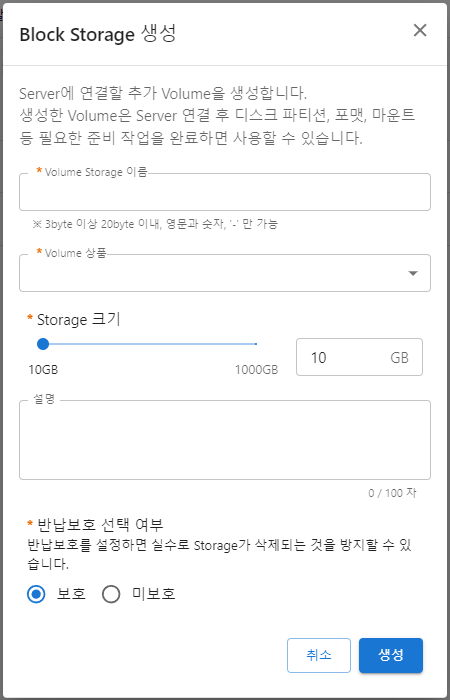 Block Storage 생성
Server에 연결할 추가 Volume을 생성합니다.
생성한 Volume은 Server 연결 후 디스크 파티션, 포맷, 마운트
등 필요한 준비 작업을 완료하면 사용할 수 있습니다.
* Volume Storage 이름
※ 3byte 이상 20byte 이내, 영문과 숫자, '-' 만 가능
* Volume 상품
* Storage 크기
10 GB
10GB 1000GB
설명
0 / 100 자
* 반납보호 선택 여부
반납보호를 설정하면 실수로 Storage가 삭제되는 것을 방지할 수 있
습니다.
보호 미보호
취소 생성